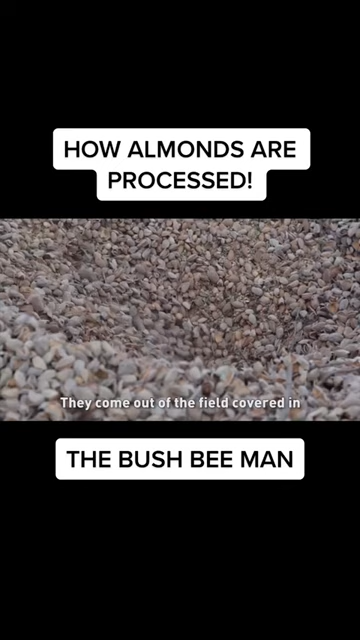 HOW ALMONDS ARE
PROCESSED!
They come out of the field covered in
THE BUSH BEE MAN